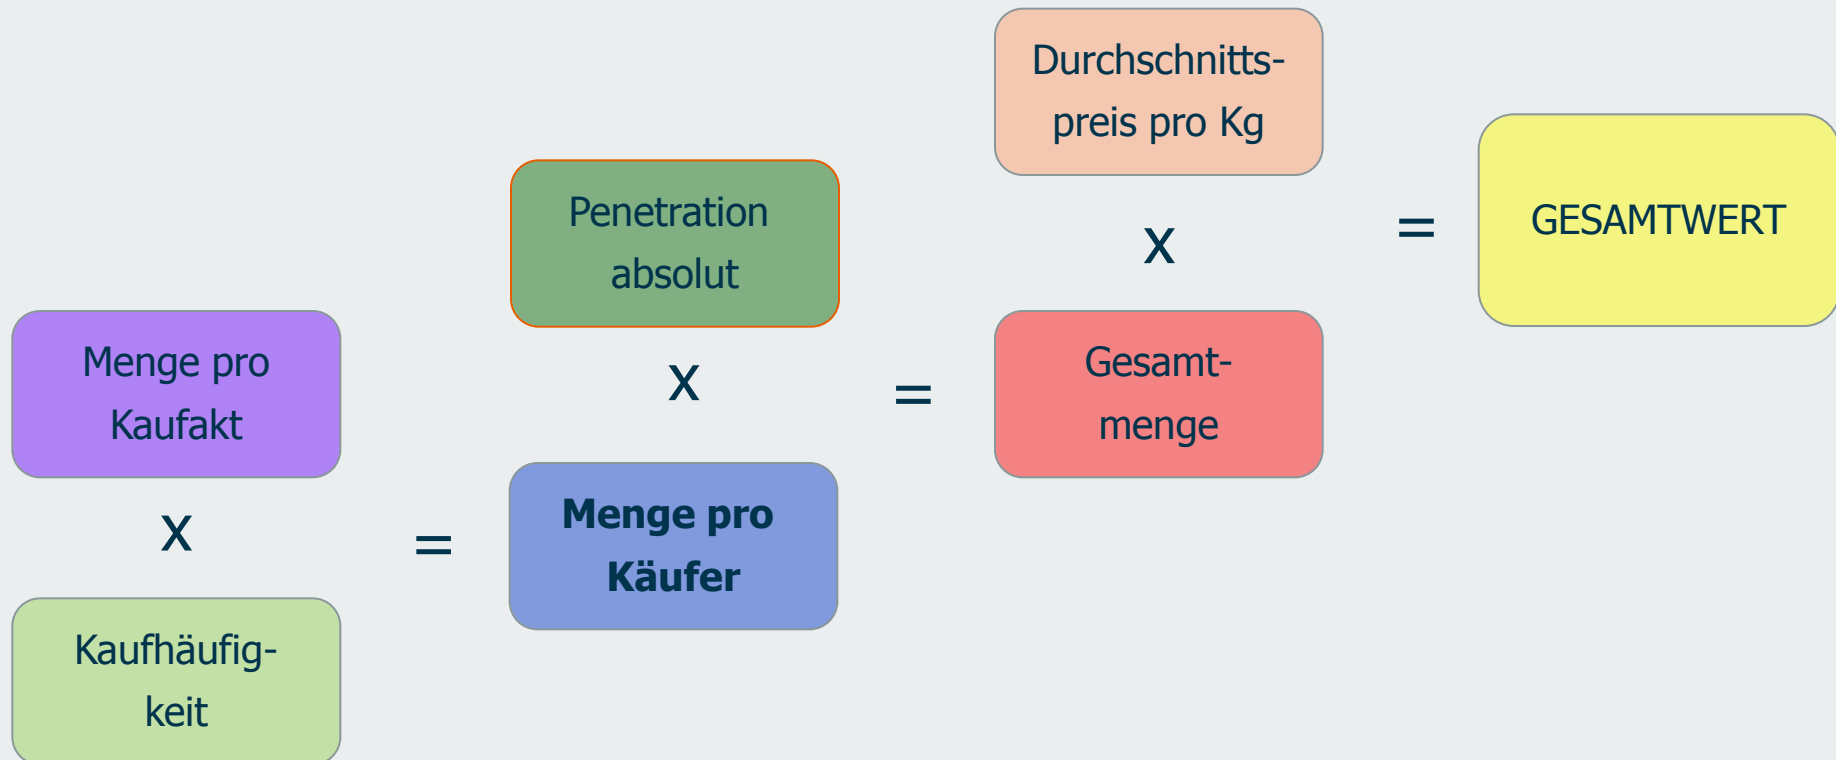 Menge pro
Kaufakt
x
Kaufhäufig-
keit
=
Penetration
absolut
x
Menge pro
Käufer
=
Durchschnitts-
preis pro Kg
x
Gesamt-
menge
=
GESAMTWERT